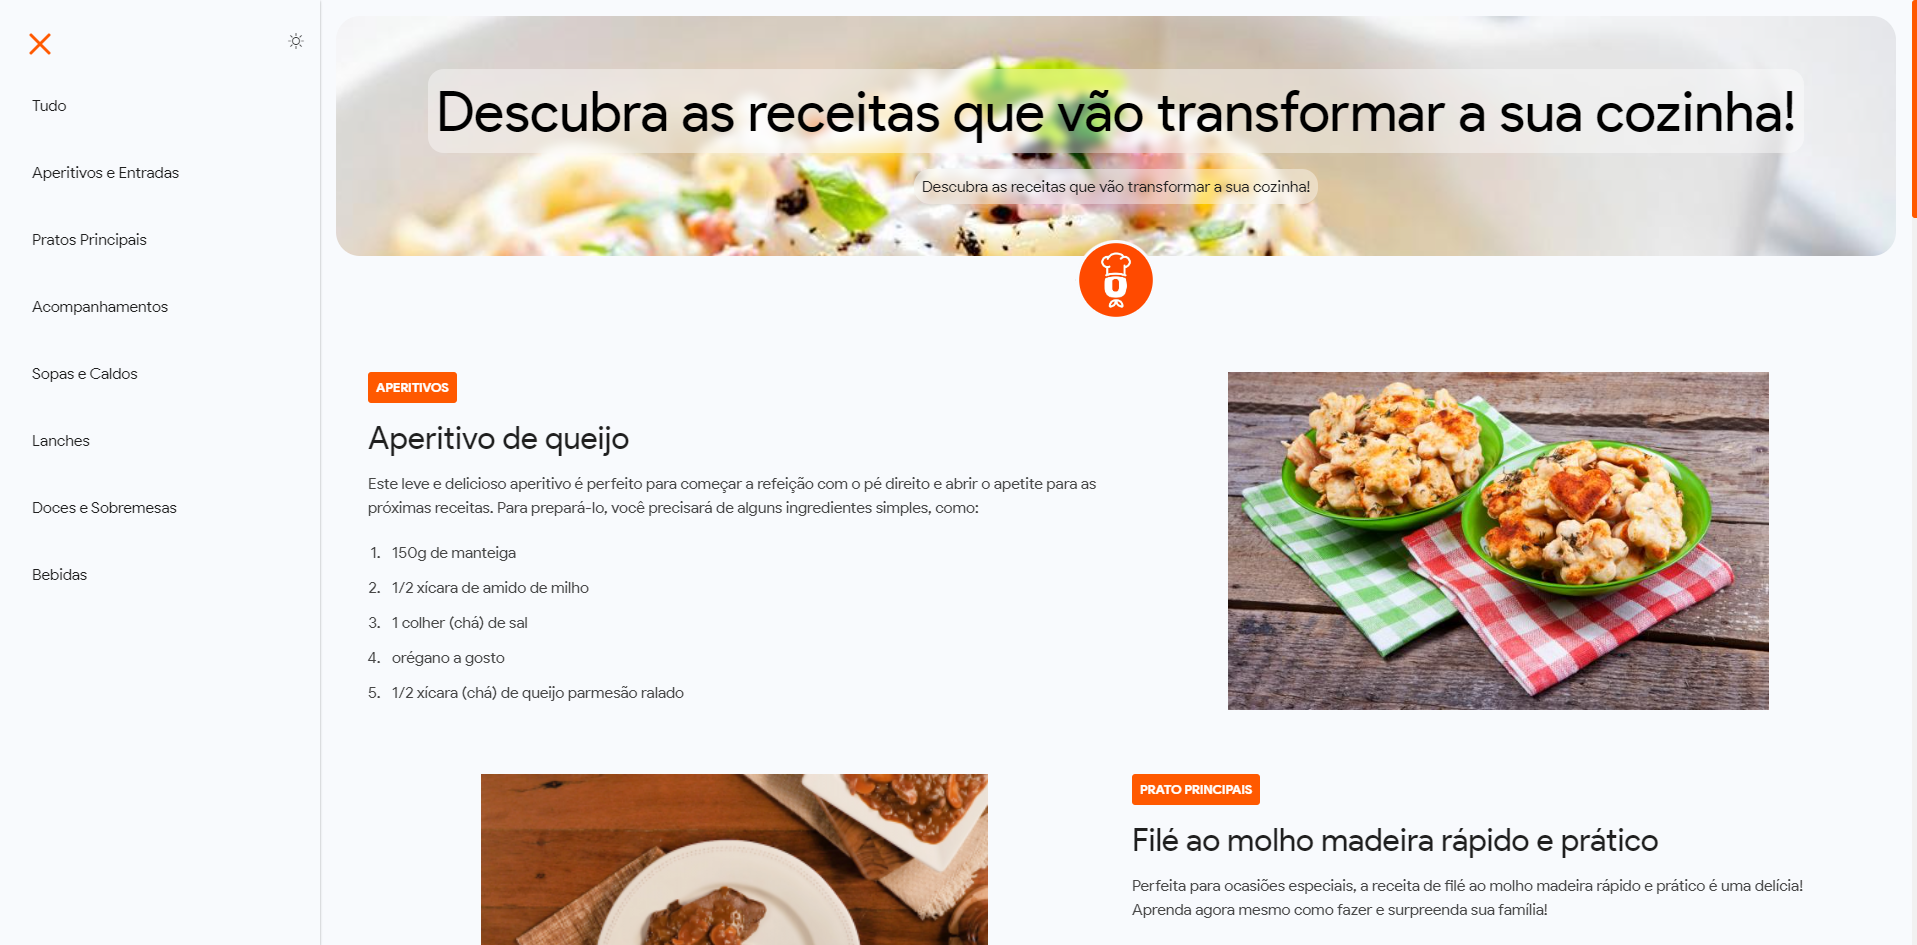 Tudo
Aperitivos e Entradas
Pratos Principais
Acompanhamentos
Sopas e Caldos
Lanches
Doces e Sobremesas
Bebidas
Descubra as receitas que vão transformar a sua cozinha!
Descubra as receitas que vão transformar a sua cozinha!
APERITIVOS
Aperitivo de queijo
Este leve e delicioso aperitivo é perfeito para começar a refeição com o pé direito e abrir o apetite para as
próximas receitas. Para prepará-lo, você precisará de alguns ingredientes simples, como:
1. 150g de manteiga
2. 1/2 xícara de amido de milho
3. 1 colher (chá) de sal
4. orégano a gosto
5. 1/2 xícara (chá) de queijo parmesão ralado
PRATO PRINCIPAIS
Filé ao molho madeira rápido e prático
Perfeita para ocasiões especiais, a receita de filé ao molho madeira rápido e prático é uma delícia!
Aprenda agora mesmo como fazer e surpreenda sua família!